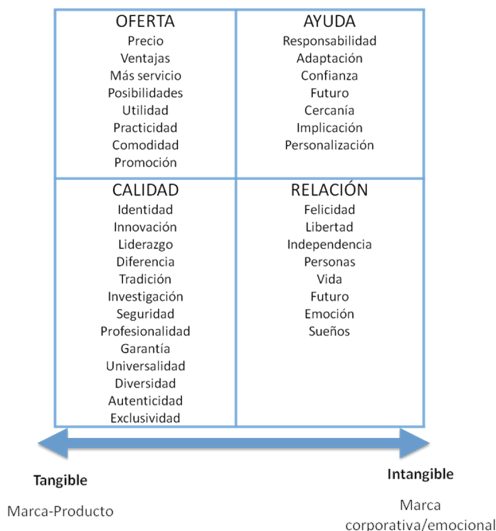 OFERTA
Precio
Ventajas
Más servicio
Posibilidades
Utilidad
Practicidad
Comodidad
Promoción
AYUDA
Responsabilidad
Adaptación
Confianza
Futuro
Cercanía
Implicación
Personalización
CALIDAD
Identidad
Innovación
Liderazgo
Diferencia
Tradición
Investigación
Seguridad
Profesionalidad
Garantía
Universalidad
Diversidad
Autenticidad
Exclusividad
RELACIÓN
Felicidad
Libertad
Independencia
Personas
Vida
Futuro
Emoción
Sueños
Tangible
Marca-Producto
Intangible
Marca
corporativa/emocional